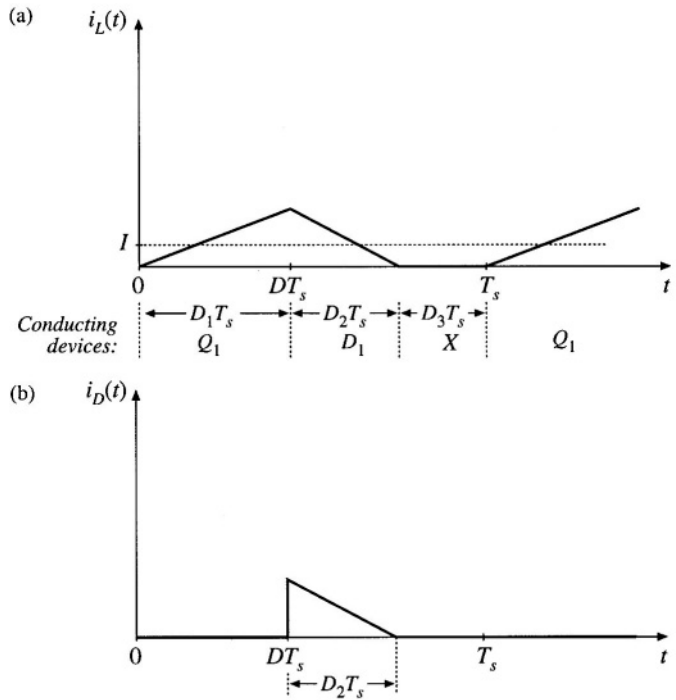 (a) i_L(t)
I
0 DT_s T_s t
D_1T_s D_2T_s D_3T_s
Conducting
devices: Q_1 D_1 X Q_1
(b) i_D(t)
0 DT_s T_s t
D_2T_s